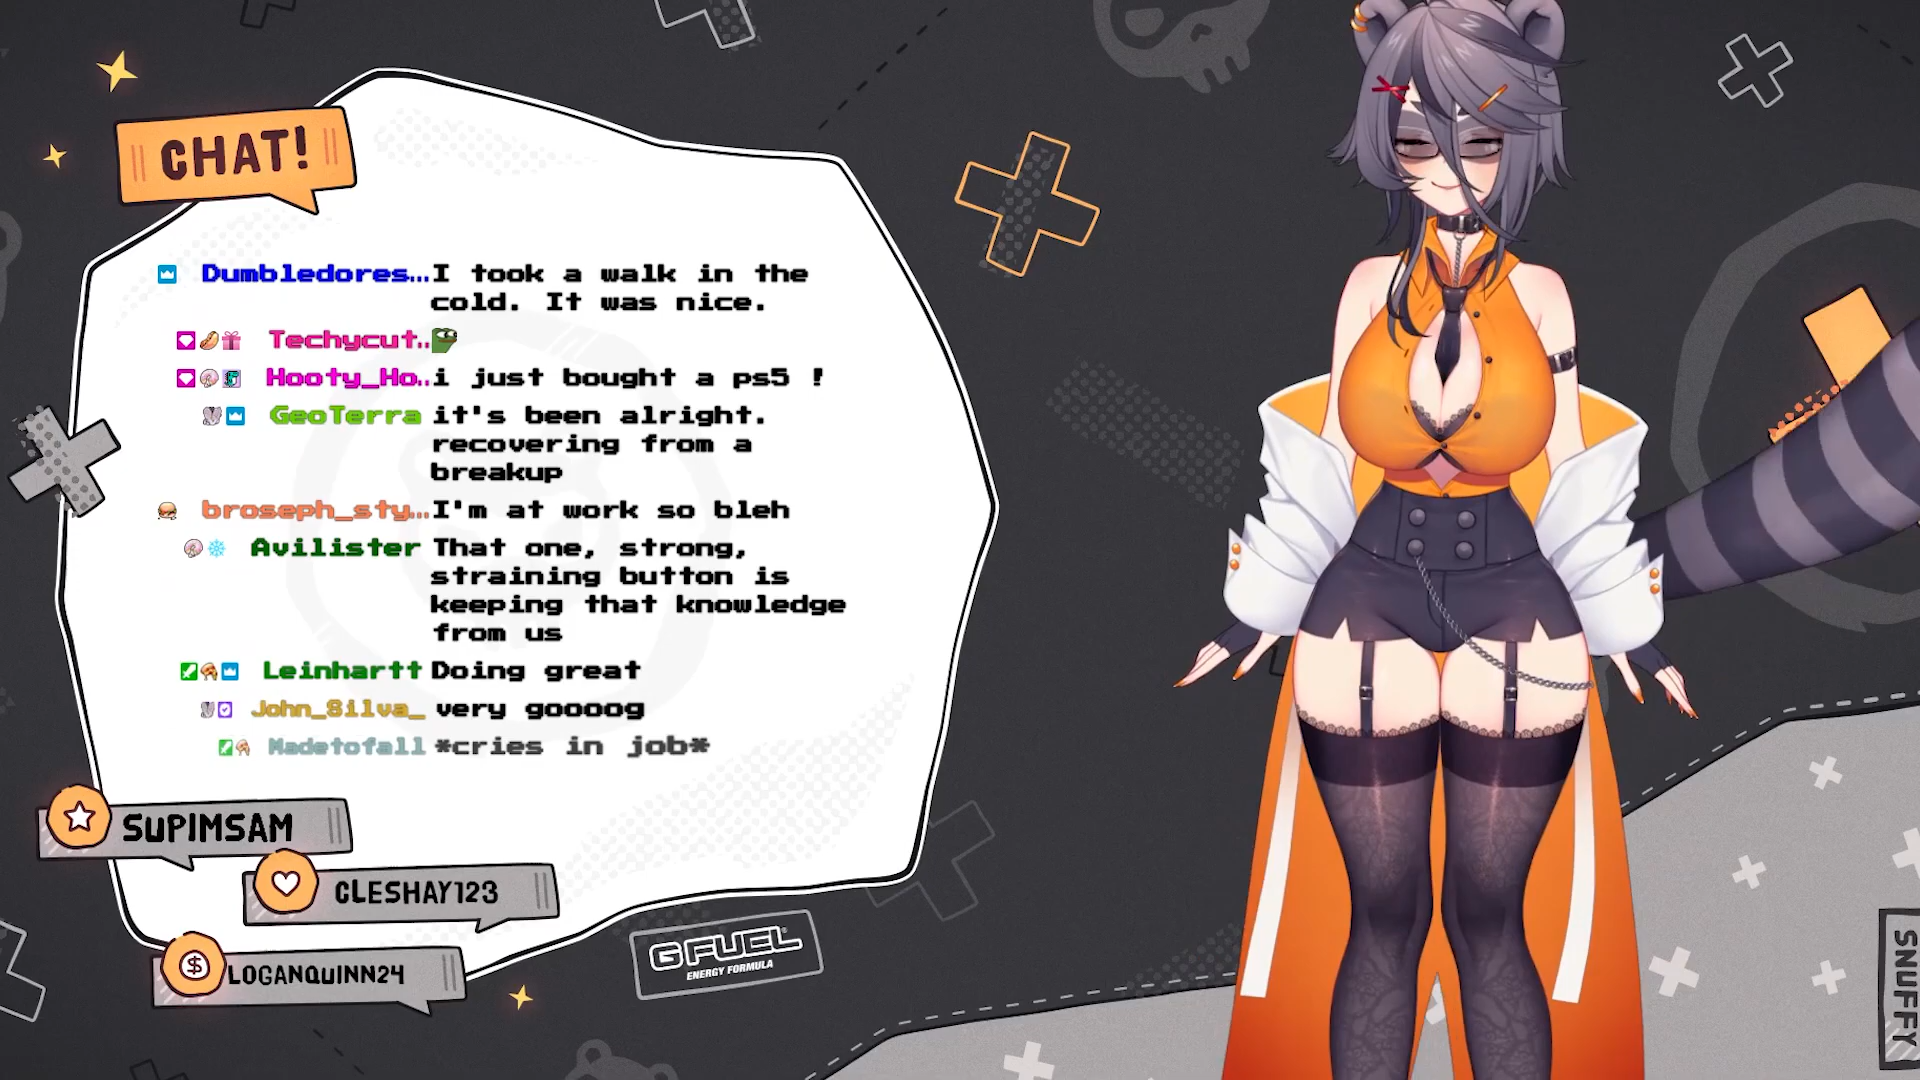 CHAT!
Dumbledores... I took a walk in the
cold. It was nice.
Techycut..
Hooty_Ho.. i just bought a ps5 !
GeoTerra it's been alright.
recovering from a
breakup
broseph_sty... I'm at work so bleh
Avilister That one, strong,
straining button is
keeping that knowledge
from us
Leinhartt Doing great
John_Silva_ very goooog
Madetofall *cries in job*
SUPIMSAM
CLESHAY123
LOGANQUINN24
G FUEL
ENERGY FORMULA
SNUFFY